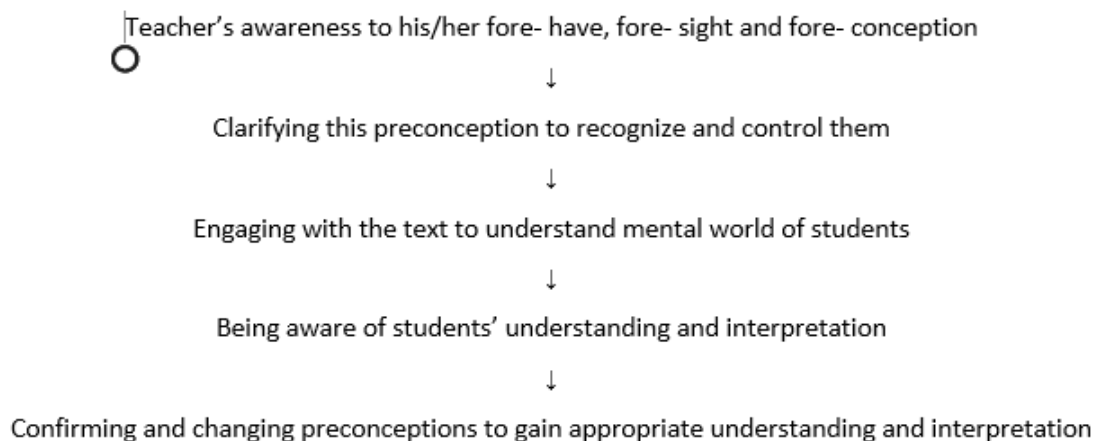 Teacher's awareness to his/her fore- have, fore- sight and fore- conception
↓
Clarifying this preconception to recognize and control them
↓
Engaging with the text to understand mental world of students
↓
Being aware of students' understanding and interpretation
↓
Confirming and changing preconceptions to gain appropriate understanding and interpretation